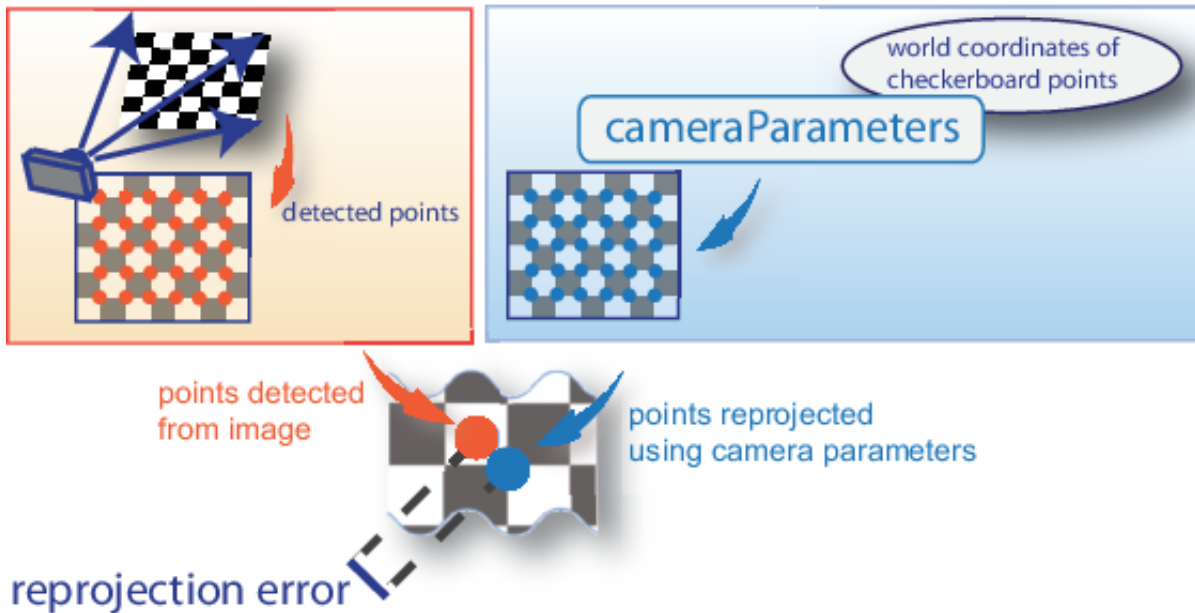 world coordinates of
checkerboard points
cameraParameters
detected points
points detected
from image
points reprojected
using camera parameters
reprojection error